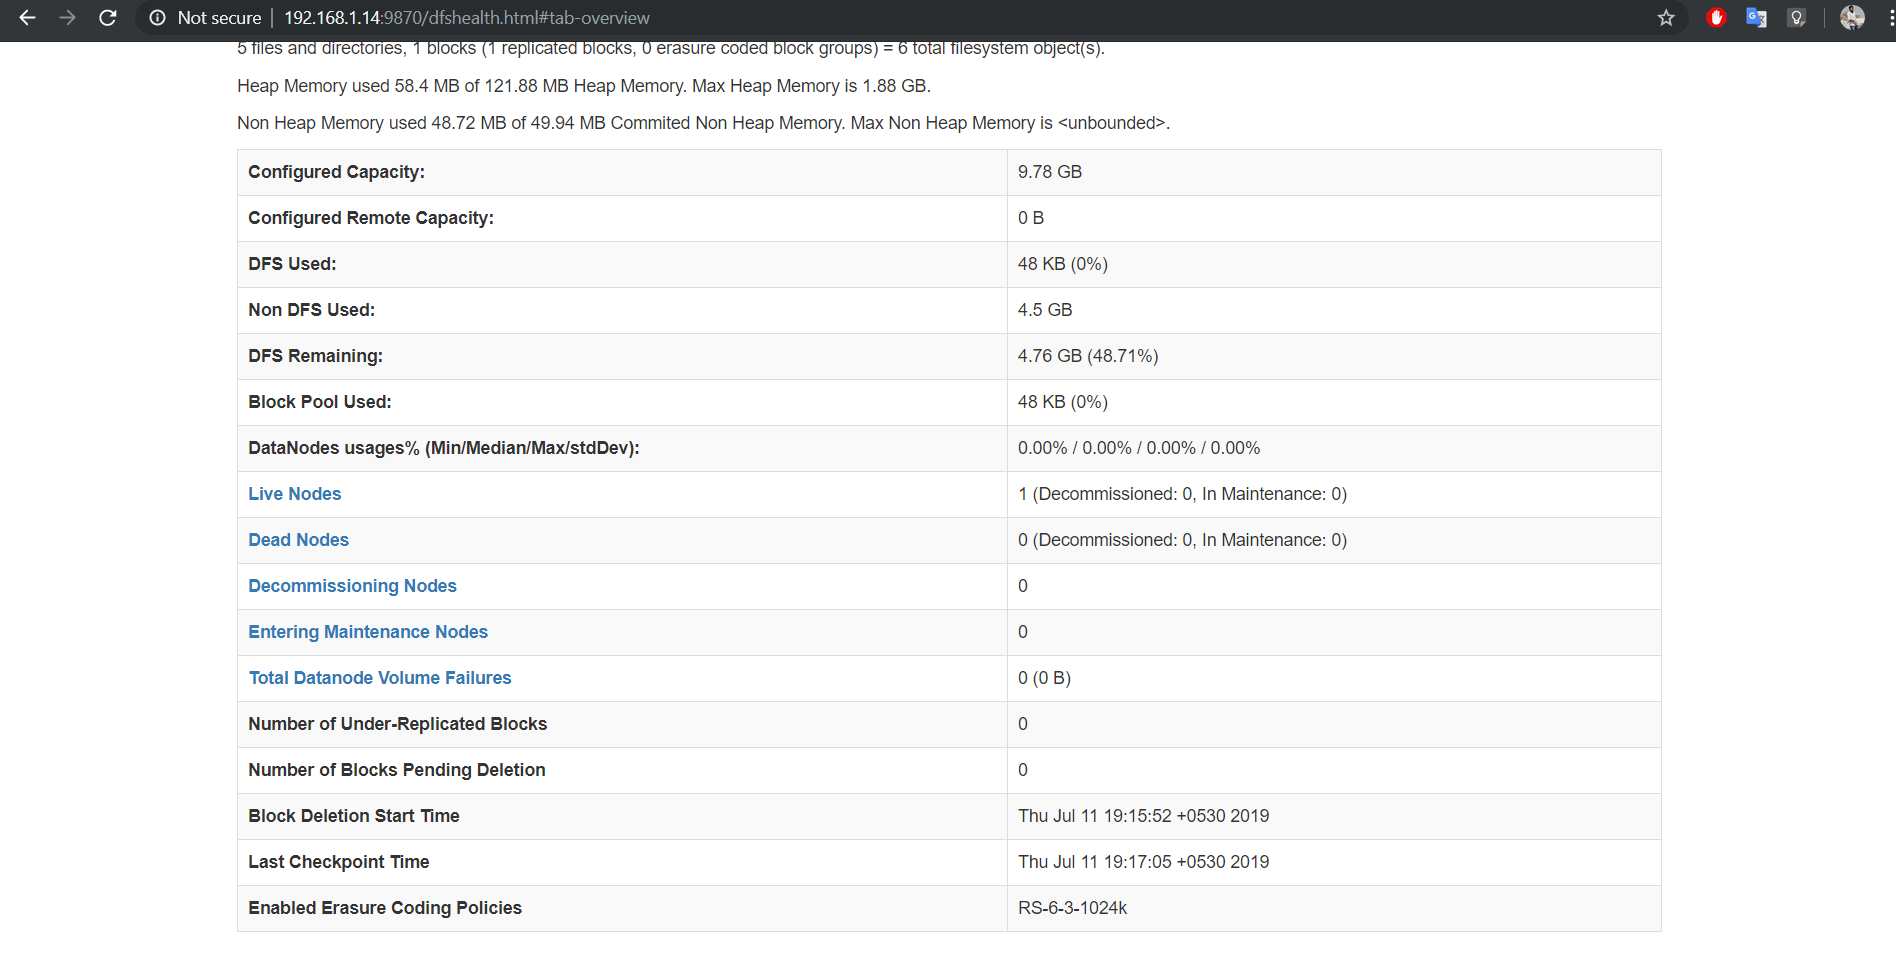 Not secure | 192.168.1.14:9870/dfshealth.html#tab-overview
5 files and directories, 1 blocks (1 replicated blocks, 0 erasure coded block groups) = 6 total filesystem object(s).
Heap Memory used 58.4 MB of 121.88 MB Heap Memory. Max Heap Memory is 1.88 GB.
Non Heap Memory used 48.72 MB of 49.94 MB Commited Non Heap Memory. Max Non Heap Memory is <unbounded>.
Configured Capacity: 9.78 GB
Configured Remote Capacity: 0 B
DFS Used: 48 KB (0%)
Non DFS Used: 4.5 GB
DFS Remaining: 4.76 GB (48.71%)
Block Pool Used: 48 KB (0%)
DataNodes usages% (Min/Median/Max/stdDev): 0.00% / 0.00% / 0.00% / 0.00%
Live Nodes 1 (Decommissioned: 0, In Maintenance: 0)
Dead Nodes 0 (Decommissioned: 0, In Maintenance: 0)
Decommissioning Nodes 0
Entering Maintenance Nodes 0
Total Datanode Volume Failures 0 (0 B)
Number of Under-Replicated Blocks 0
Number of Blocks Pending Deletion 0
Block Deletion Start Time Thu Jul 11 19:15:52 +0530 2019
Last Checkpoint Time Thu Jul 11 19:17:05 +0530 2019
Enabled Erasure Coding Policies RS-6-3-1024k